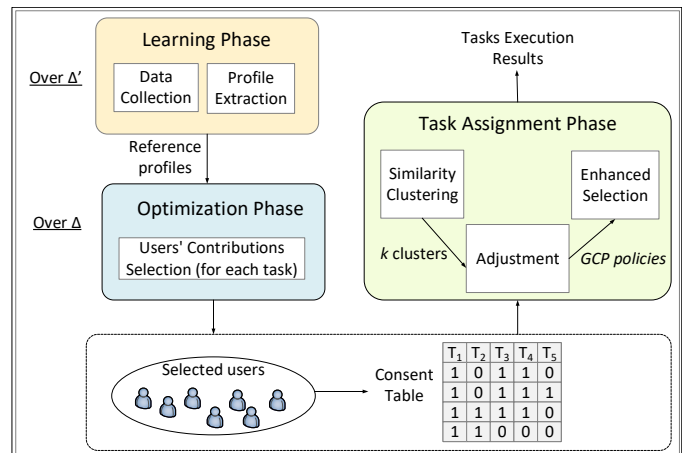 Learning Phase
Over Δ'
Data
Collection
Profile
Extraction
Reference
profiles
Over Δ
Optimization Phase
Users' Contributions
Selection (for each task)
Tasks Execution
Results
Task Assignment Phase
Similarity
Clustering
Enhanced
Selection
k clusters
Adjustment
GCP policies
Selected users
Consent
Table
T1 T2 T3 T4 T5
1 0 1 1 0
1 0 1 1 1
1 1 1 1 0
1 1 0 0 0